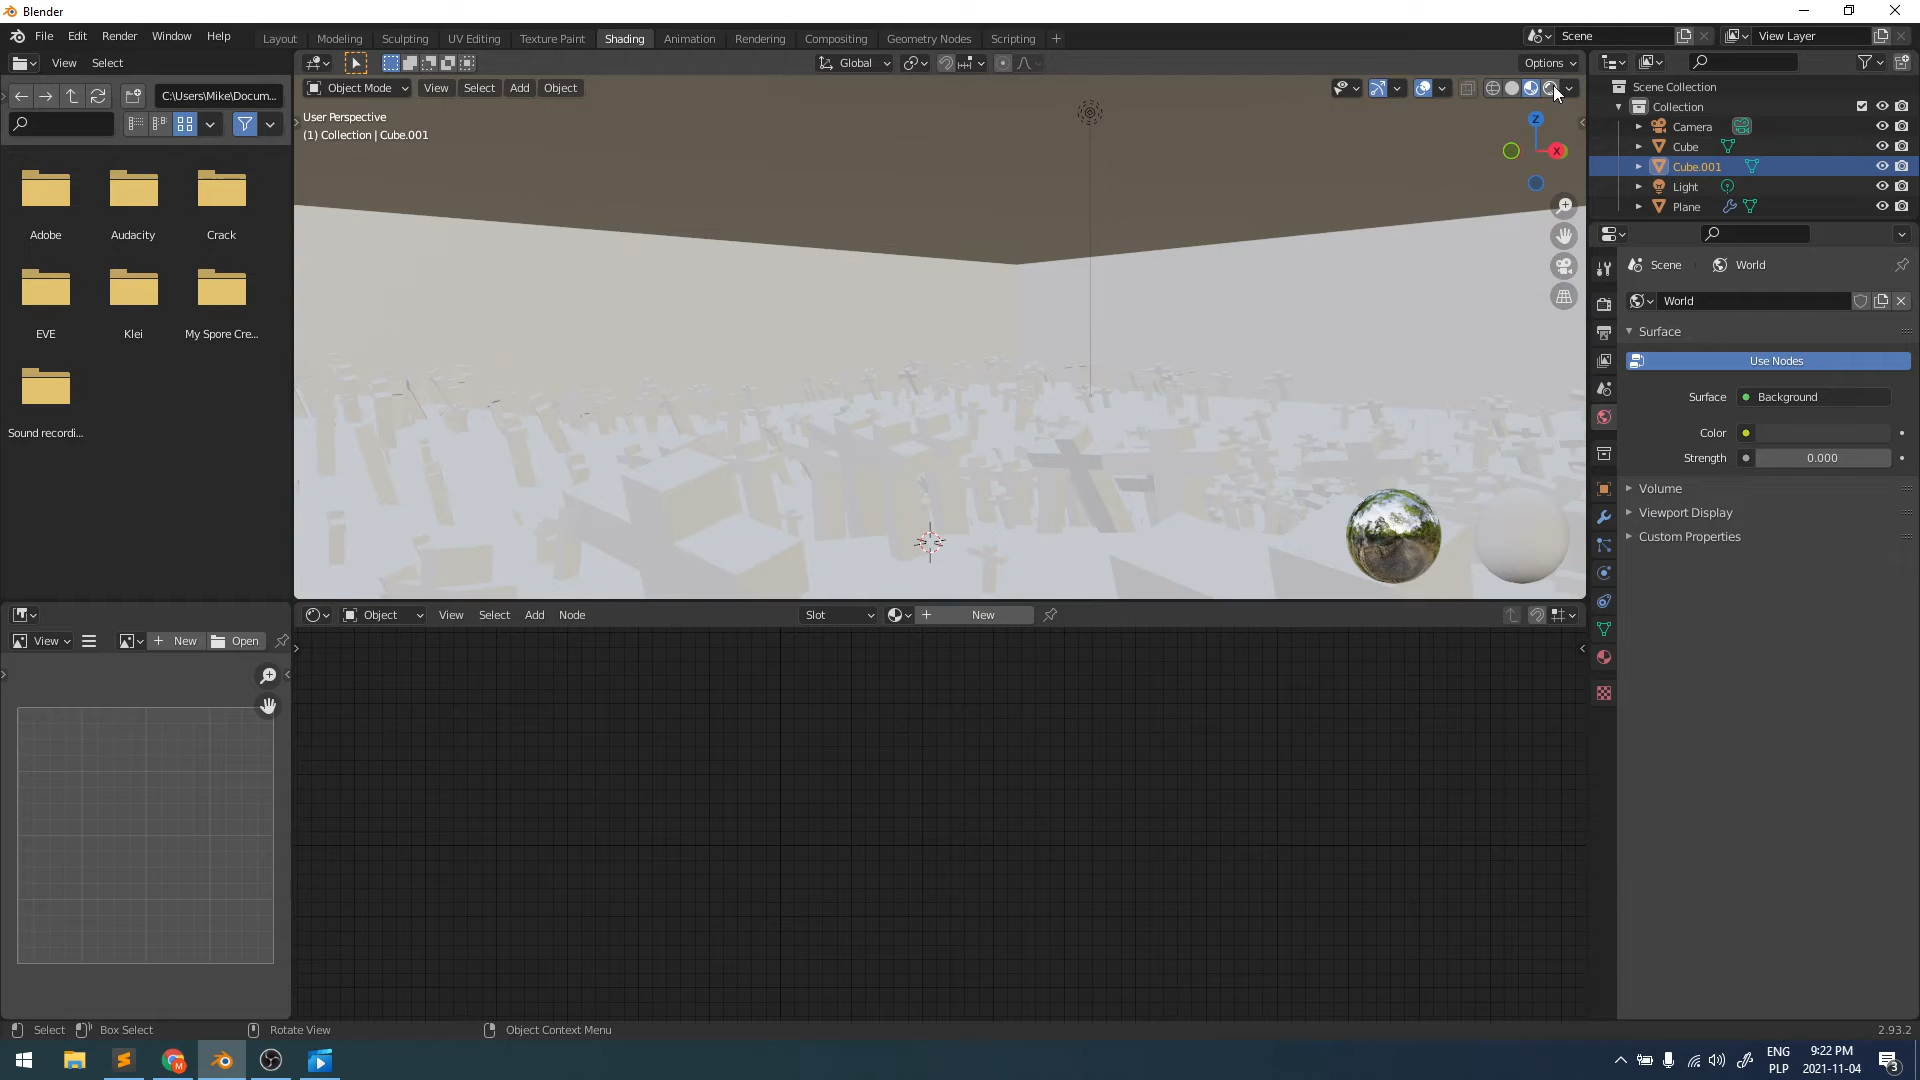 Blender
File Edit Render Window Help
Layout Modeling Sculpting UV Editing Texture Paint Shading Animation Rendering Compositing Geometry Nodes Scripting +
Scene
View Layer
View Select
Global
Options
C:\Users\Mike\Docum...
Object Mode View Select Add Object
User Perspective
(1) Collection | Cube.001
Z
X
Adobe
Audacity
Crack
EVE
Klei
My Spore Cre...
Sound recordi...
Scene Collection
Collection
Camera
Cube
Cube.001
Light
Plane
Scene > World
World
Surface
Use Nodes
Surface Background
Color
Strength 0.000
Volume
Viewport Display
Custom Properties
Object View Select Add Node
Slot
+ New
View
+ New Open
Select Box Select Rotate View Object Context Menu
2.93.2
ENG
PLP
9:22 PM
2021-11-04
3